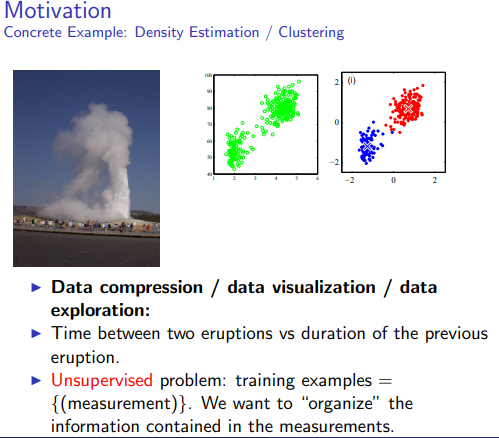 Motivation
Concrete Example: Density Estimation / Clustering
100
90
80
70
60
50
40
1 2 3 4 5 6
(i)
2
0
−2
−2 0 2
▶ Data compression / data visualization / data
exploration:
▶ Time between two eruptions vs duration of the previous
eruption.
▶ Unsupervised problem: training examples =
{(measurement)}. We want to “organize” the
information contained in the measurements.